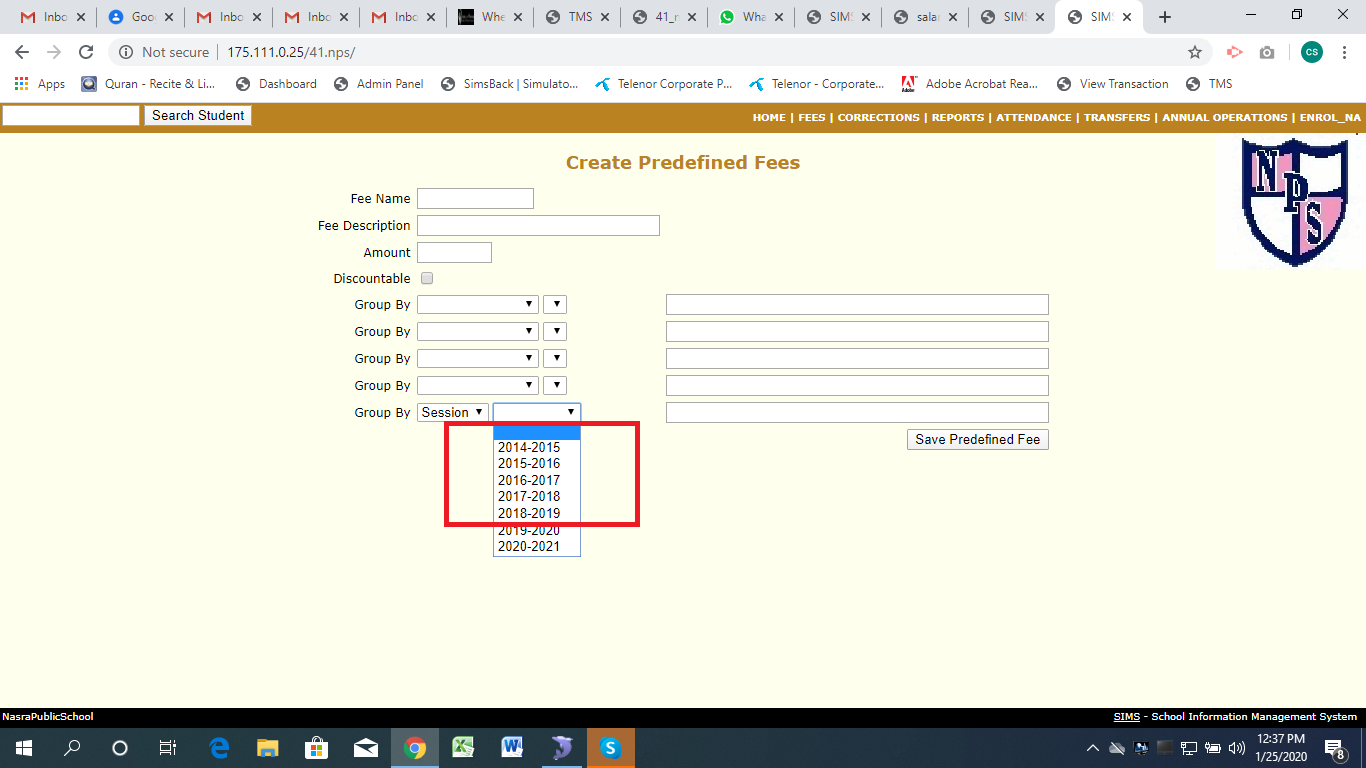 Inbo
Goo
Inbo
Inbo
Inbo
Whe
TMS
41_r
Wha
SIMS
sala
SIMS
SIMS
Not secure | 175.111.0.25/41.nps/
CS
Apps
Quran - Recite & Li...
Dashboard
Admin Panel
SimsBack | Simulato...
Telenor Corporate P...
Telenor - Corporate...
Adobe Acrobat Rea...
View Transaction
TMS
Search Student
HOME | FEES | CORRECTIONS | REPORTS | ATTENDANCE | TRANSFERS | ANNUAL OPERATIONS | ENROL_NA
Create Predefined Fees
NPS
Fee Name
Fee Description
Amount
Discountable
Group By
Group By
Group By
Group By
Group By Session
Save Predefined Fee
2014-2015
2015-2016
2016-2017
2017-2018
2018-2019
2019-2020
2020-2021
NasraPublicSchool
SIMS - School Information Management System
12:37 PM
1/25/2020
8